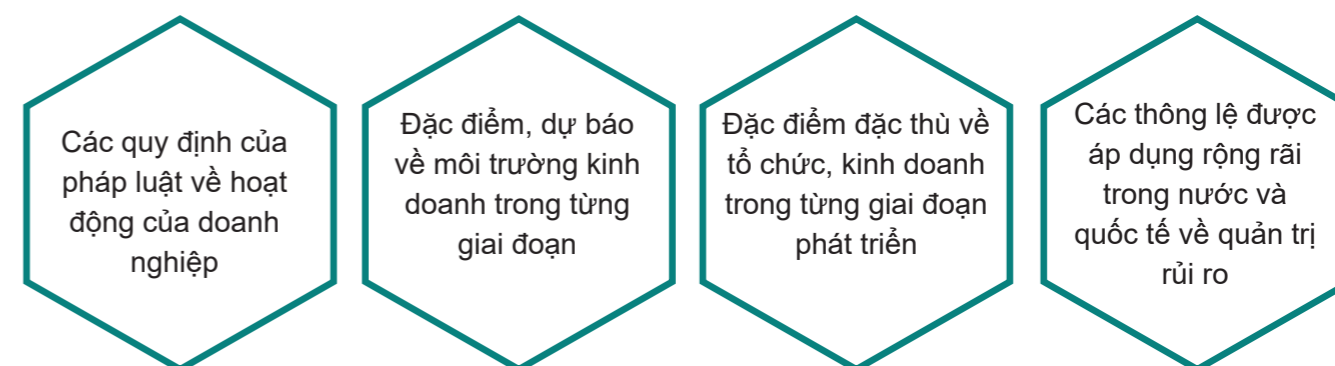 Các quy định của
pháp luật về hoạt
động của doanh
nghiệp
Đặc điểm, dự báo
về môi trường kinh
doanh trong từng
giai đoạn
Đặc điểm đặc thù về
tổ chức, kinh doanh
trong từng giai đoạn
phát triển
Các thông lệ được
áp dụng rộng rãi
trong nước và
quốc tế về quản trị
rủi ro